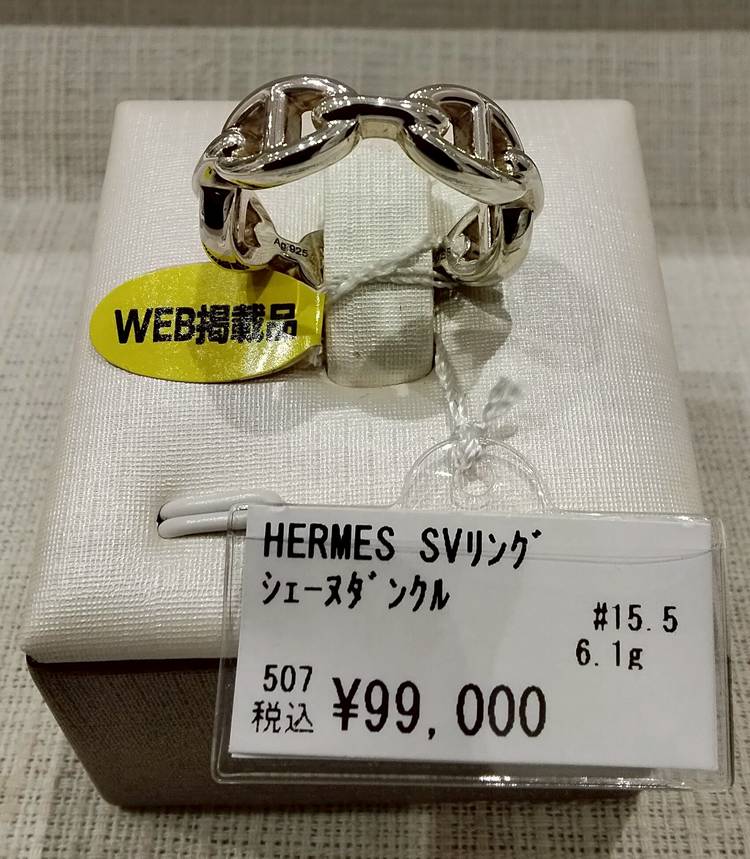 Ag925
WEB掲載品
HERMES SVﾘﾝｸﾞ
ｼｪｰﾇﾀﾞﾝｸﾙ
#15.5
6.1g
507
税込 ¥99,000